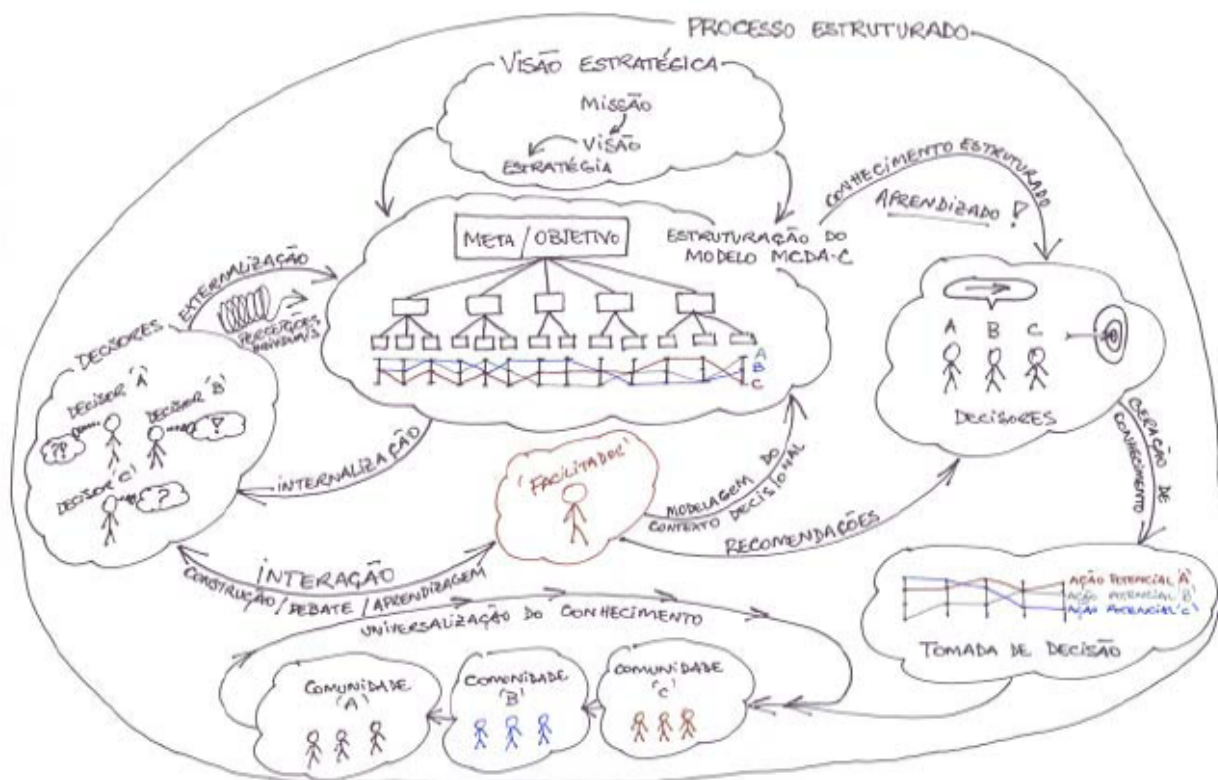 PROCESSO ESTRUTURADO
VISÃO ESTRATÉGICA
MISSÃO
VISÃO
ESTRATÉGIA
META/OBJETIVO
ESTRUTURAÇÃO DO
MODELO MCDA-C
A
B
C
CONHECIMENTO ESTRUTURADO
APRENDIZADO!
EXTERNALIZAÇÃO
PERCEPÇÕES
INDIVIDUAIS
DECISORES
DECISOR 'A'
??
DECISOR 'B'
!
DECISOR 'C'
?
INTERNALIZAÇÃO
'FACILITADOR'
MODELAGEM DO
CONTEXTO DECISIONAL
RECOMENDAÇÕES
A B C
DECISORES
GERAÇÃO DE
CONHECIMENTO
INTERAÇÃO
CONSTRUÇÃO/DEBATE/APRENDIZAGEM
AÇÃO POTENCIAL 'A'
AÇÃO POTENCIAL 'B'
AÇÃO POTENCIAL 'C'
TOMADA DE DECISÃO
UNIVERSALIZAÇÃO DO CONHECIMENTO
COMUNIDADE
'A'
COMUNIDADE
'B'
COMUNIDADE
'C'